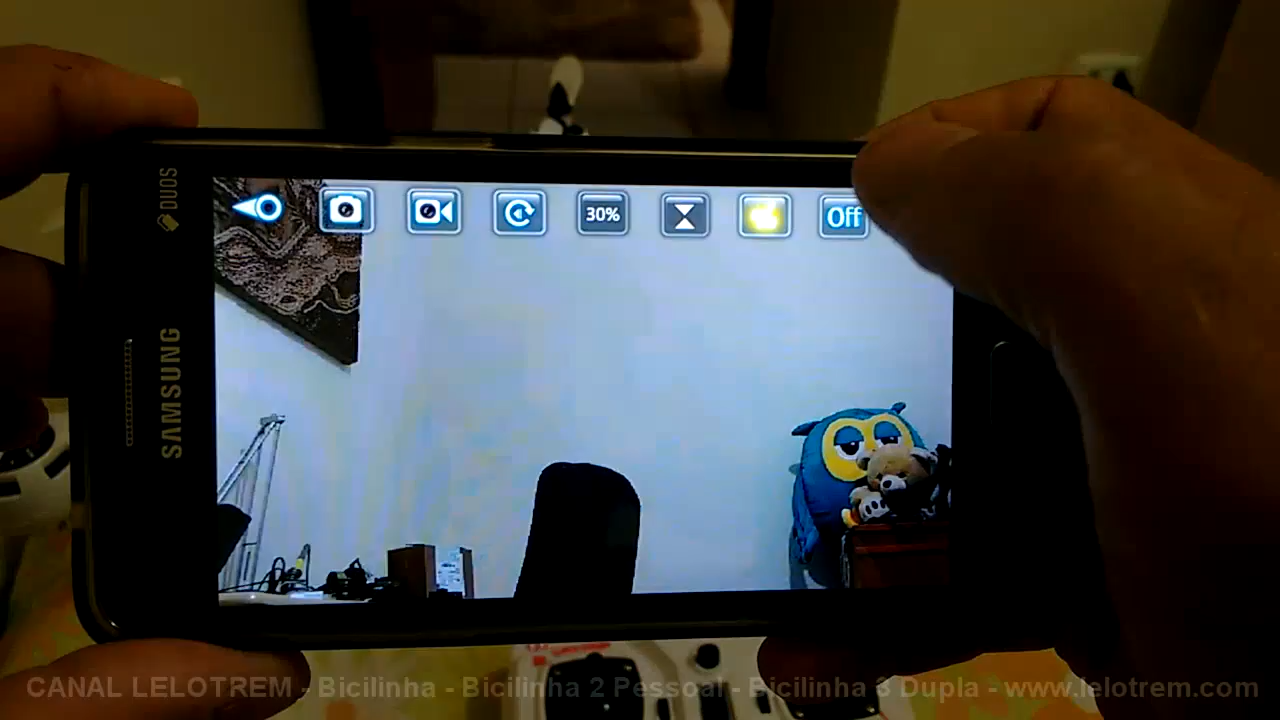 DUOS
SAMSUNG
30%
Off
CANAL LELOTREM - Bicilinha - Bicilinha 2 Pessoal - Bicilinha 3 Dupla - www.lelotrem.com